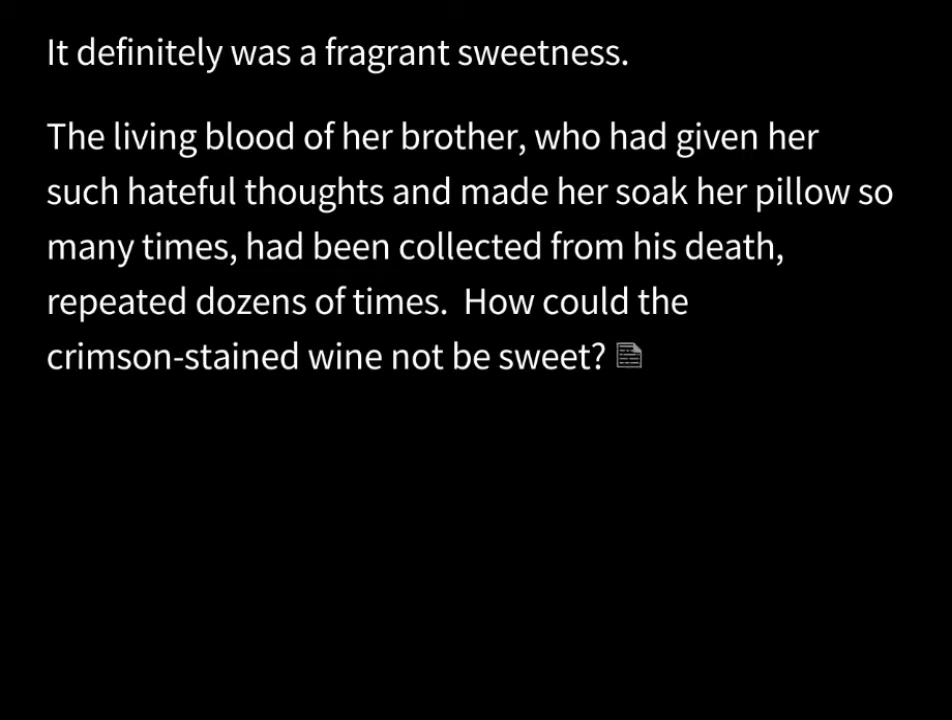 It definitely was a fragrant sweetness.
The living blood of her brother, who had given her
such hateful thoughts and made her soak her pillow so
many times, had been collected from his death,
repeated dozens of times.  How could the
crimson-stained wine not be sweet?